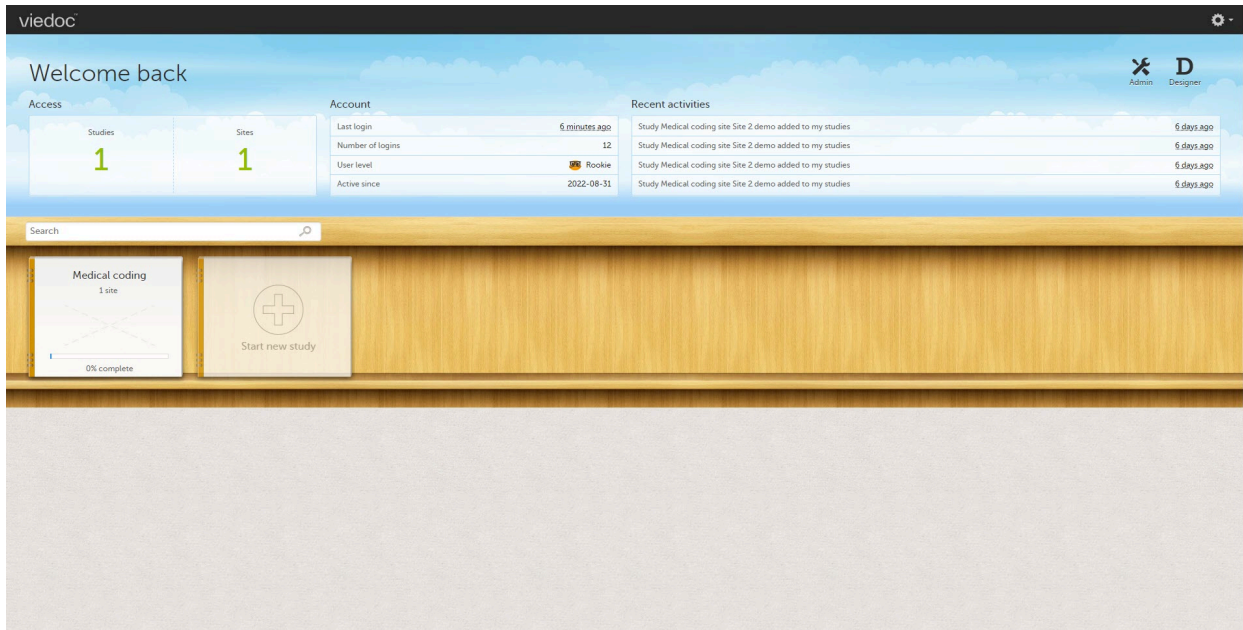 viedoc™
Welcome back
Admin
Designer
Access
Studies
1
Sites
1
Account
Last login 6 minutes ago
Number of logins 12
User level Rookie
Active since 2022-08-31
Recent activities
Study Medical coding site Site 2 demo added to my studies 6 days ago
Study Medical coding site Site 2 demo added to my studies 6 days ago
Study Medical coding site Site 2 demo added to my studies 6 days ago
Study Medical coding site Site 2 demo added to my studies 6 days ago
Search
Medical coding
1 site
0% complete
Start new study